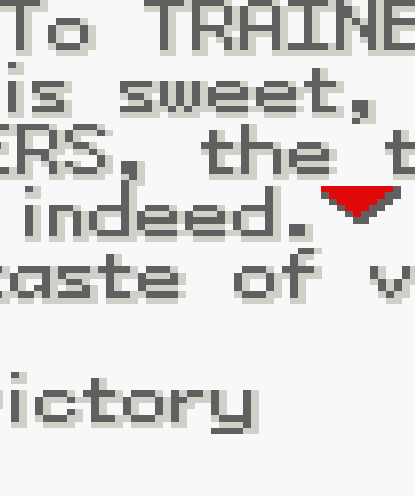 To TRAINE
is sweet,
ERS, the t
indeed.
taste of v
ictory